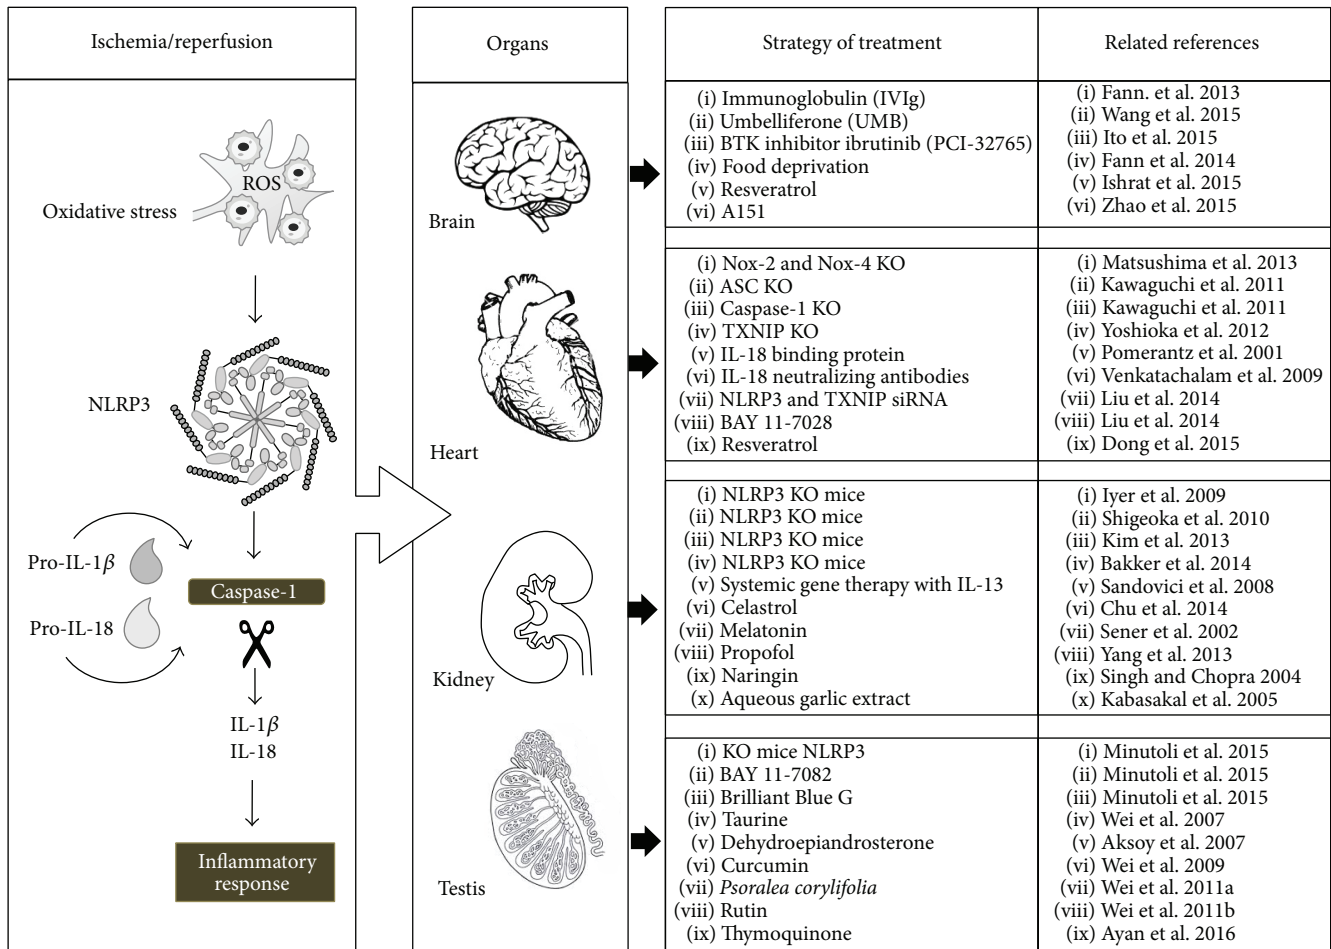 Ischemia/reperfusion
Organs
Strategy of treatment
Related references
ROS
Oxidative stress
NLRP3
Pro-IL-1β
Caspase-1
Pro-IL-18
IL-1β
IL-18
Inflammatory
response
Brain
(i) Immunoglobulin (IVIg)
(ii) Umbelliferone (UMB)
(iii) BTK inhibitor ibrutinib (PCI-32765)
(iv) Food deprivation
(v) Resveratrol
(vi) A151
(i) Fann. et al. 2013
(ii) Wang et al. 2015
(iii) Ito et al. 2015
(iv) Fann et al. 2014
(v) Ishrat et al. 2015
(vi) Zhao et al. 2015
Heart
(i) Nox-2 and Nox-4 KO
(ii) ASC KO
(iii) Caspase-1 KO
(iv) TXNIP KO
(v) IL-18 binding protein
(vi) IL-18 neutralizing antibodies
(vii) NLRP3 and TXNIP siRNA
(viii) BAY 11-7028
(ix) Resveratrol
(i) Matsushima et al. 2013
(ii) Kawaguchi et al. 2011
(iii) Kawaguchi et al. 2011
(iv) Yoshioka et al. 2012
(v) Pomerantz et al. 2001
(vi) Venkatachalam et al. 2009
(vii) Liu et al. 2014
(viii) Liu et al. 2014
(ix) Dong et al. 2015
Kidney
(i) NLRP3 KO mice
(ii) NLRP3 KO mice
(iii) NLRP3 KO mice
(iv) NLRP3 KO mice
(v) Systemic gene therapy with IL-13
(vi) Celastrol
(vii) Melatonin
(viii) Propofol
(ix) Naringin
(x) Aqueous garlic extract
(i) Iyer et al. 2009
(ii) Shigeoka et al. 2010
(iii) Kim et al. 2013
(iv) Bakker et al. 2014
(v) Sandovici et al. 2008
(vi) Chu et al. 2014
(vii) Sener et al. 2002
(viii) Yang et al. 2013
(ix) Singh and Chopra 2004
(x) Kabasakal et al. 2005
Testis
(i) KO mice NLRP3
(ii) BAY 11-7082
(iii) Brilliant Blue G
(iv) Taurine
(v) Dehydroepiandrosterone
(vi) Curcumin
(vii) Psoralea corylifolia
(viii) Rutin
(ix) Thymoquinone
(i) Minutoli et al. 2015
(ii) Minutoli et al. 2015
(iii) Minutoli et al. 2015
(iv) Wei et al. 2007
(v) Aksoy et al. 2007
(vi) Wei et al. 2009
(vii) Wei et al. 2011a
(viii) Wei et al. 2011b
(ix) Ayan et al. 2016